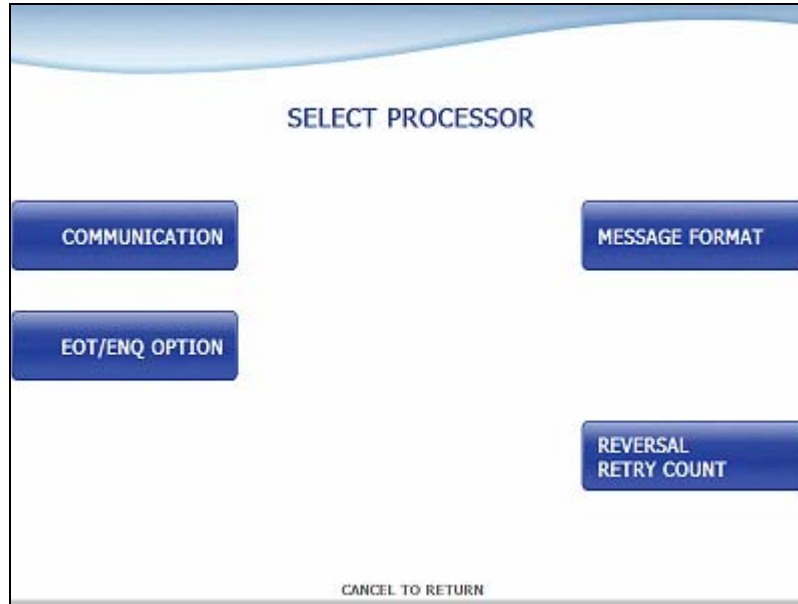 SELECT PROCESSOR
COMMUNICATION
MESSAGE FORMAT
EOT/ENQ OPTION
REVERSAL
RETRY COUNT
CANCEL TO RETURN